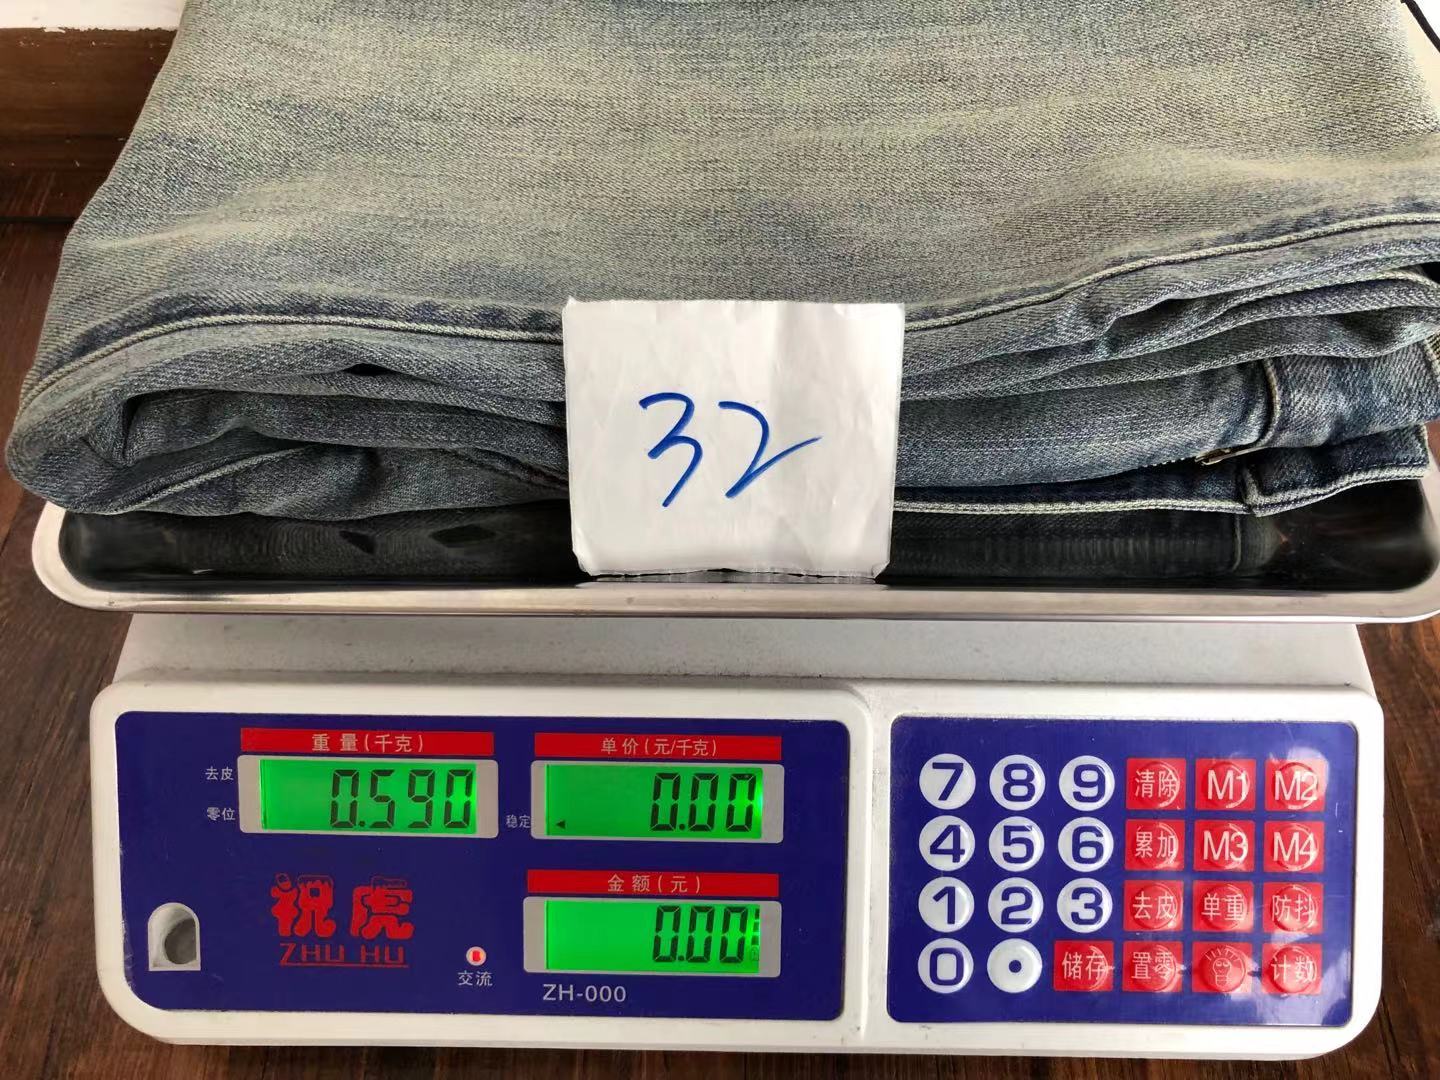 32
重量(千克)
单价(元/千克)
去皮
0.590
0.00
零位
稳定
金额(元)
0.00
祝虎
ZHU HU
交流
ZH-000
7 8 9 清除 M1 M2
4 5 6 累加 M3 M4
1 2 3 去皮 单重 防抖
0 • 储存 置零 计数